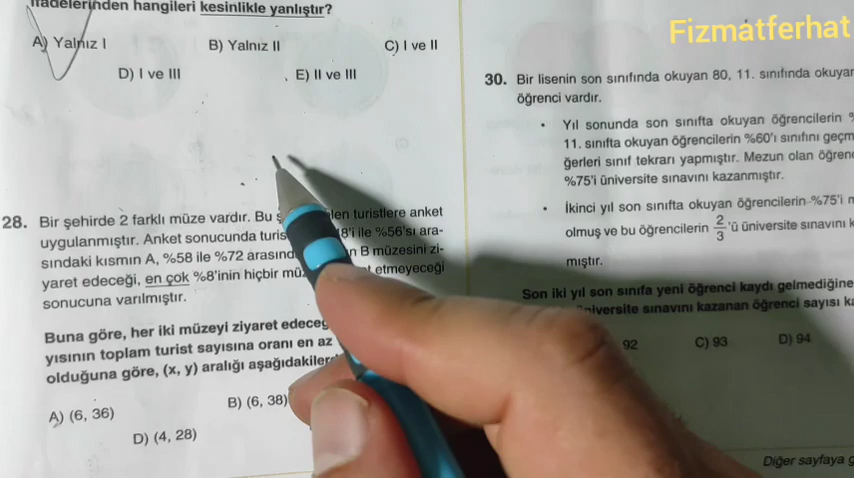 ifadelerinden hangileri kesinlikle yanlıştır?
A) Yalnız I
B) Yalnız II
C) I ve II
D) I ve III
E) II ve III
28. Bir şehirde 2 farklı müze vardır. Bu len turistlere anket
uygulanmıştır. Anket sonucunda 8'i ile %56'sı ara-
sındaki kısmın A, %58 ile %72 B müzesini zi-
yaret edeceği, en çok %8'inin hiçbir etmeyeceği
sonucuna varılmıştır.
Buna göre, her iki müzeyi ziyaret
yısının toplam turist sayısına oranı en az
olduğuna göre, (x, y) aralığı
A) (6, 36)
B) (6, 38)
D) (4, 28)
Fizmatferhat
30. Bir lisenin son sınıfında okuyan 80, 11. sınıfında okuyan
öğrenci vardır.
• Yıl sonunda son sınıfta okuyan öğrencilerin
11. sınıfta okuyan öğrencilerin %60'ı sınıfını
ğerleri sınıf tekrarı yapmıştır. Mezun olan
%75'i üniversite sınavını kazanmıştır.
• İkinci yıl son sınıfta okuyan öğrencilerin %75'i
olmuş ve bu öğrencilerin 2/3'ü üniversite sınavını
mıştır.
Son iki yıl son sınıfa yeni öğrenci kaydı gelmediğine
üniversite sınavını kazanan öğrenci sayısı
92
C) 93
D) 94
Diğer sayfaya